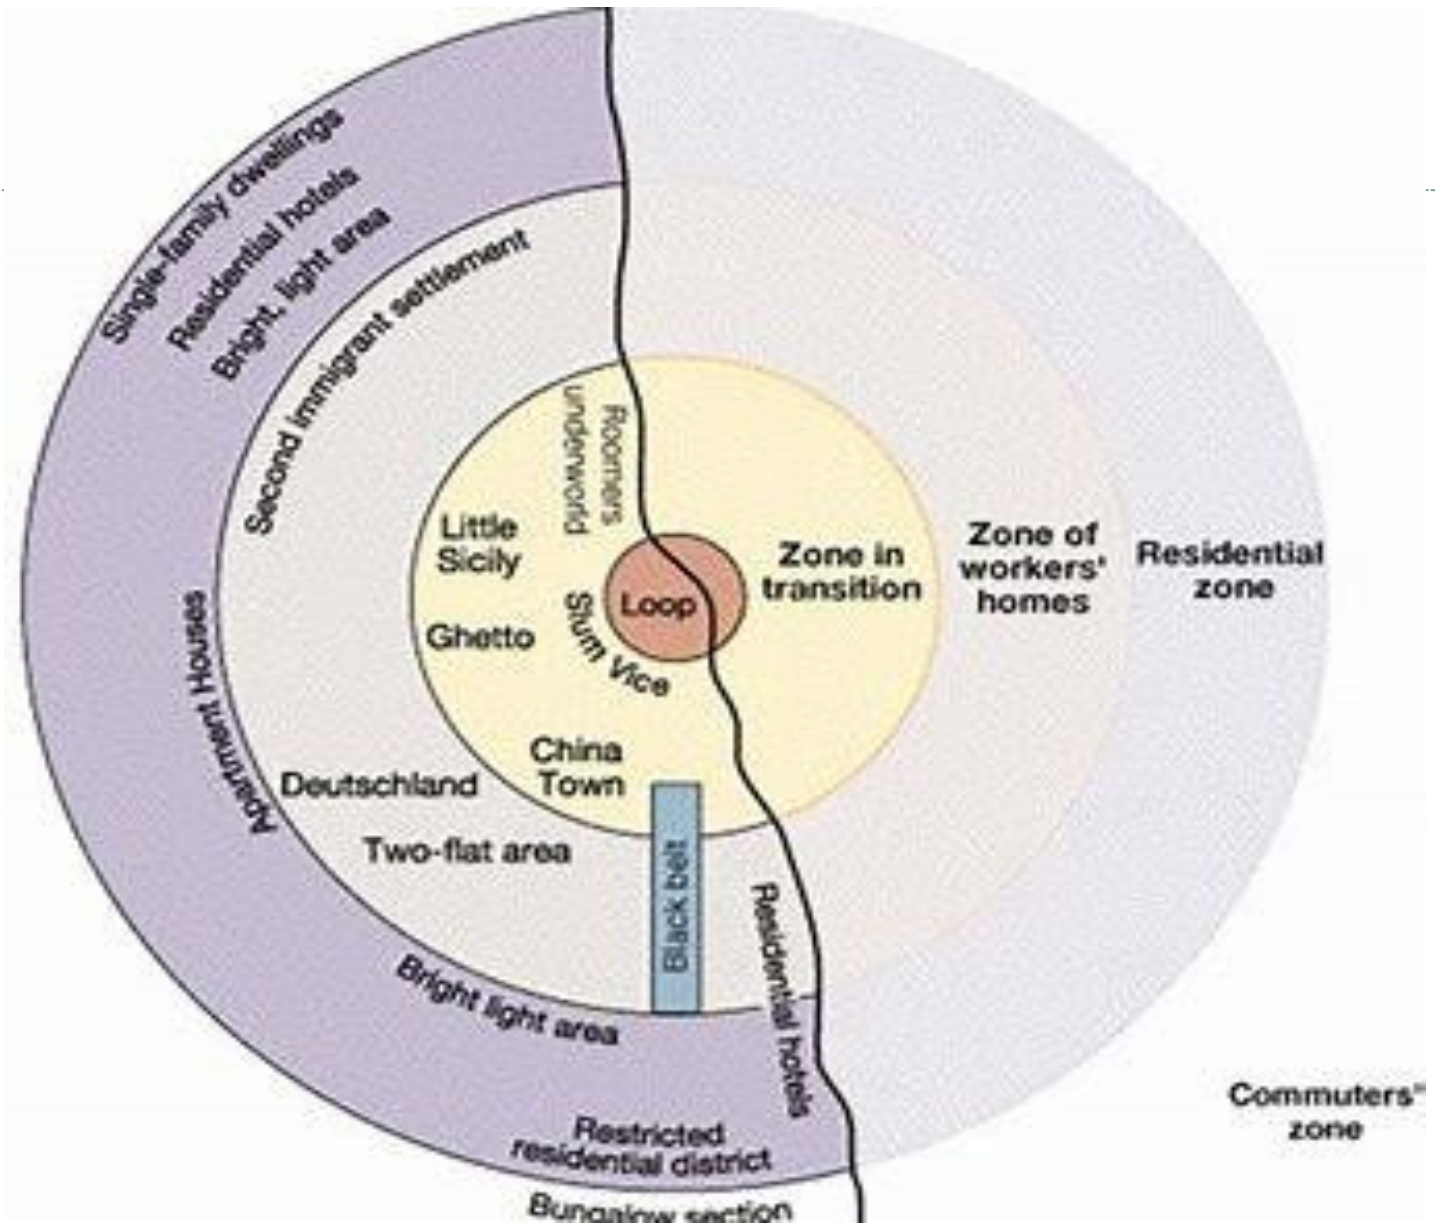 Single-family dwellings
Residential hotels
Bright, light area
Second immigrant settlement
Roomers
underworld
Little
Sicily
Ghetto
Slum Vice
Loop
Zone in
transition
Zone of
workers'
homes
Residential
zone
Apartment Houses
China
Town
Deutschland
Two-flat area
Black belt
Residential hotels
Bright light area
Restricted
residential district
Bungalow section
Commuters"
zone